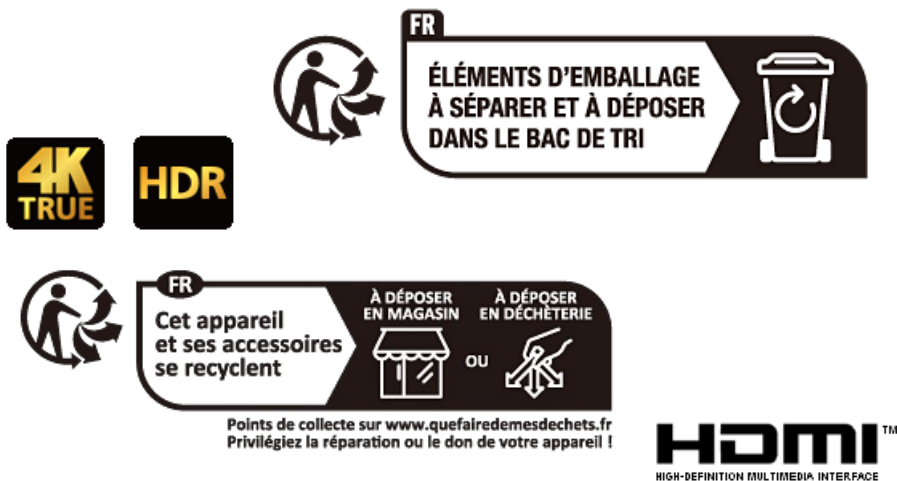 FR
ÉLÉMENTS D'EMBALLAGE
À SÉPARER ET À DÉPOSER
DANS LE BAC DE TRI
4K
TRUE
HDR
FR
Cet appareil
et ses accessoires
se recyclent
À DÉPOSER
EN MAGASIN
OU
À DÉPOSER
EN DÉCHÈTERIE
Points de collecte sur www.quefairedemesdechets.fr
Privilégiez la réparation ou le don de votre appareil !
HDMI™
HIGH-DEFINITION MULTIMEDIA INTERFACE